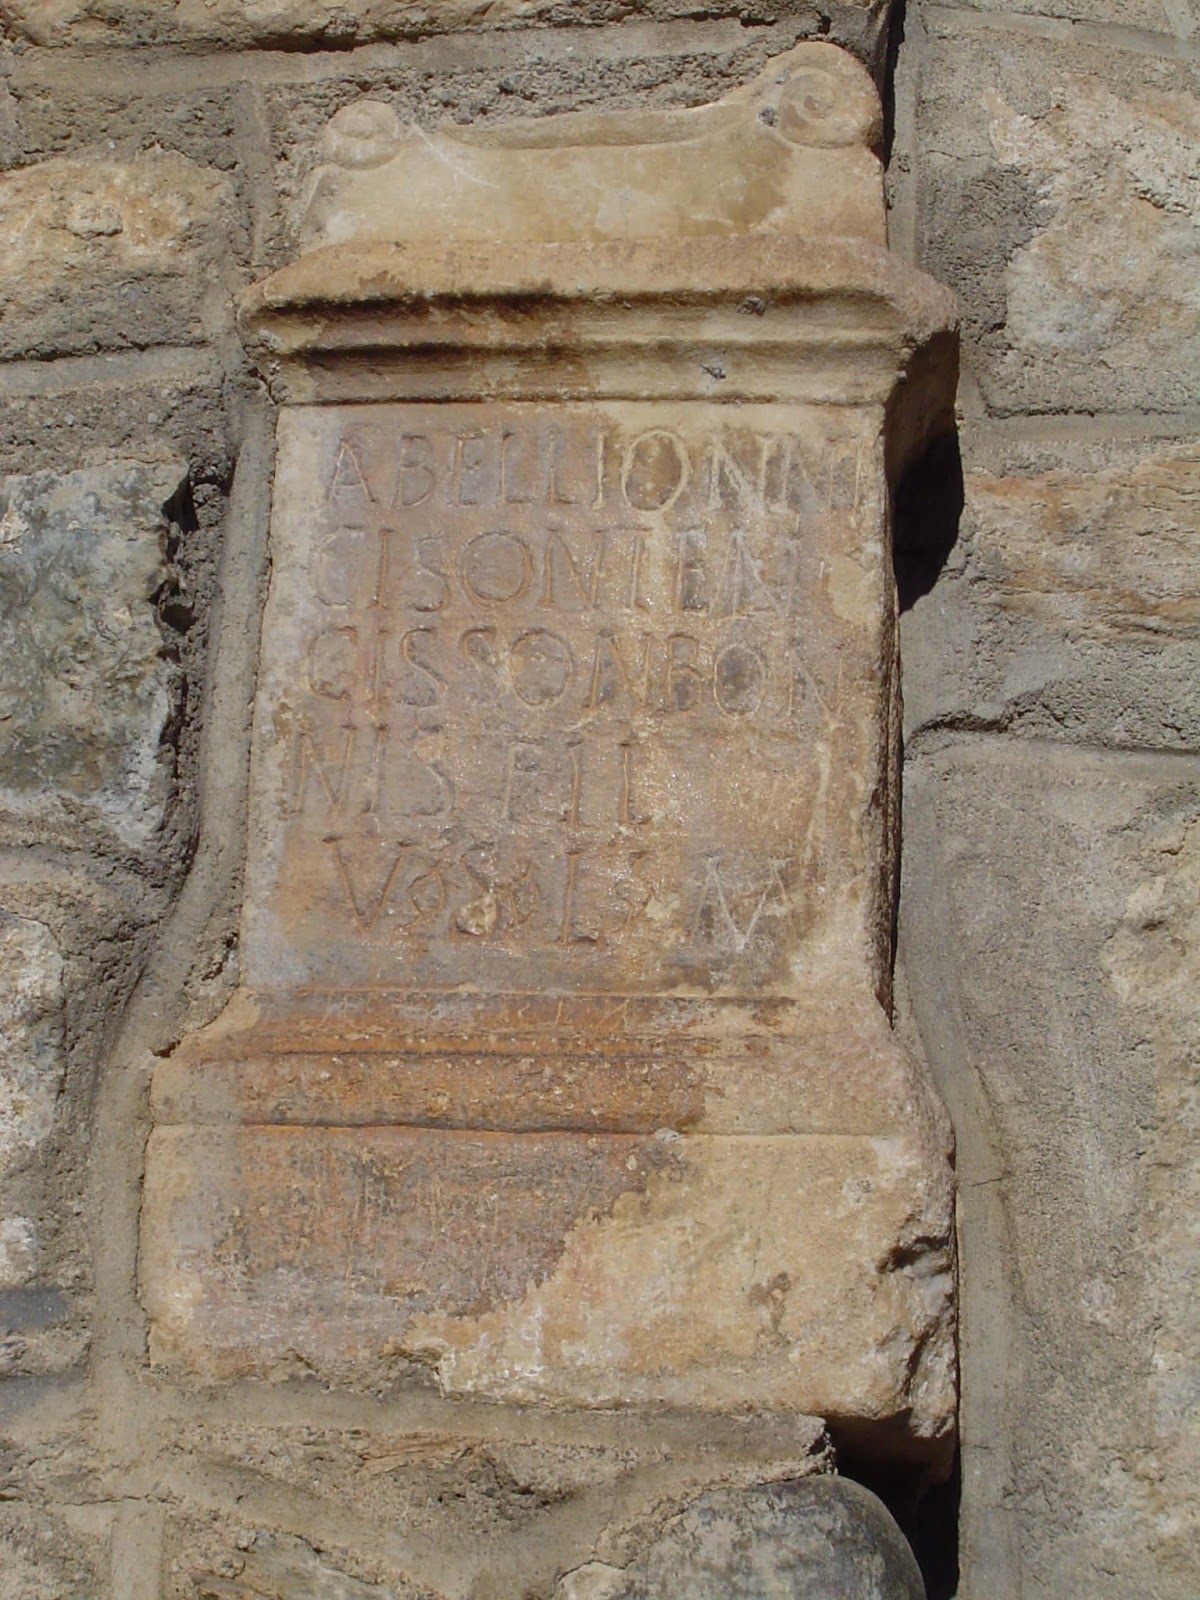 ABELLIONNI
CISONTEN
CISSONBON
NIS FIL
V S L M